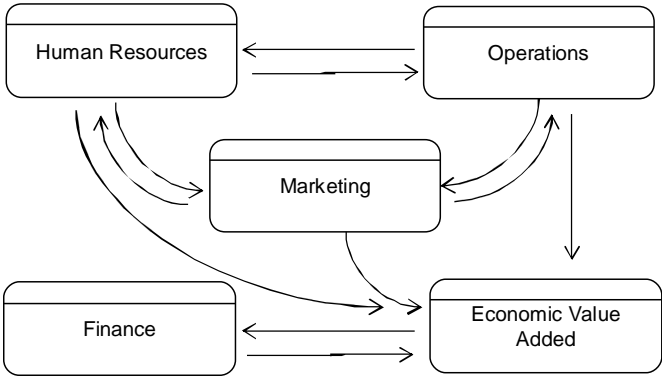 Human Resources
Operations
Marketing
Finance
Economic Value
Added